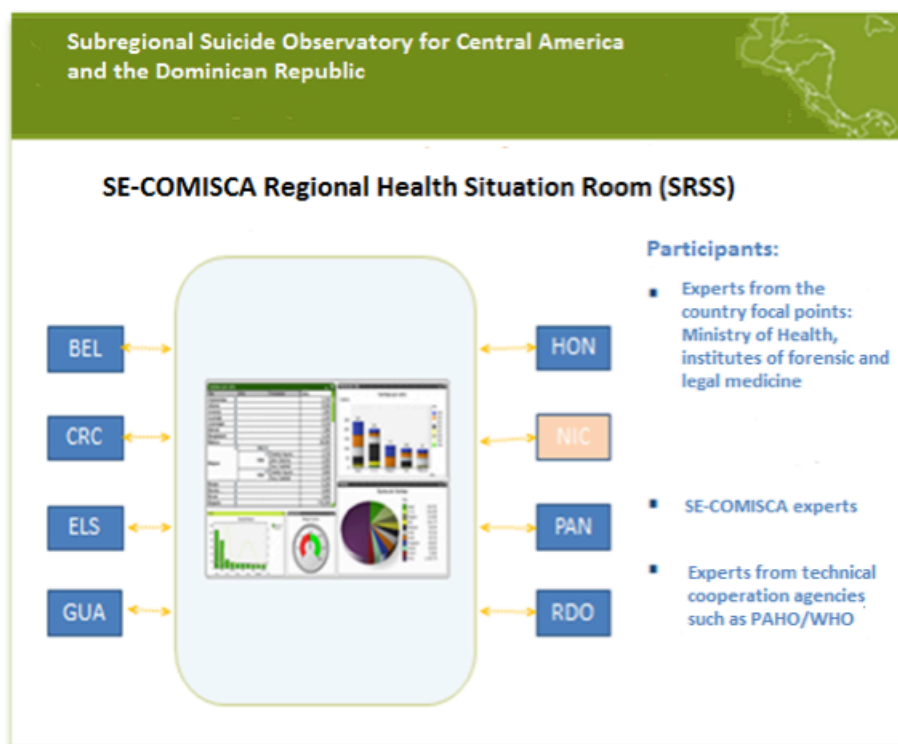 Subregional Suicide Observatory for Central America
and the Dominican Republic
SE-COMISCA Regional Health Situation Room (SRSS)
BEL
CRC
ELS
GUA
HON
NIC
PAN
RDO
Participants:
▪ Experts from the
country focal points:
Ministry of Health,
institutes of forensic and
legal medicine
▪ SE-COMISCA experts
▪ Experts from technical
cooperation agencies
such as PAHO/WHO